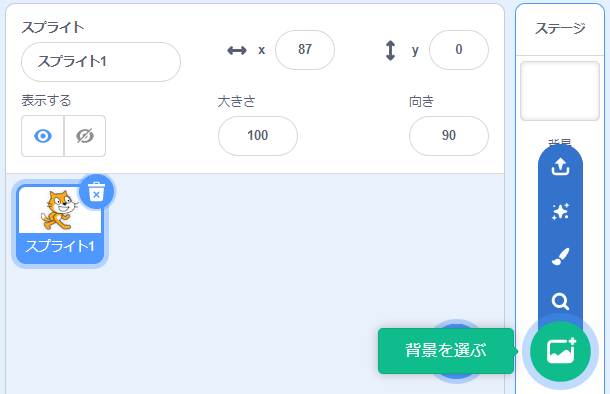 スプライト
スプライト1
x
87
y
0
表示する
大きさ
100
向き
90
スプライト1
ステージ
背景
背景を選ぶ